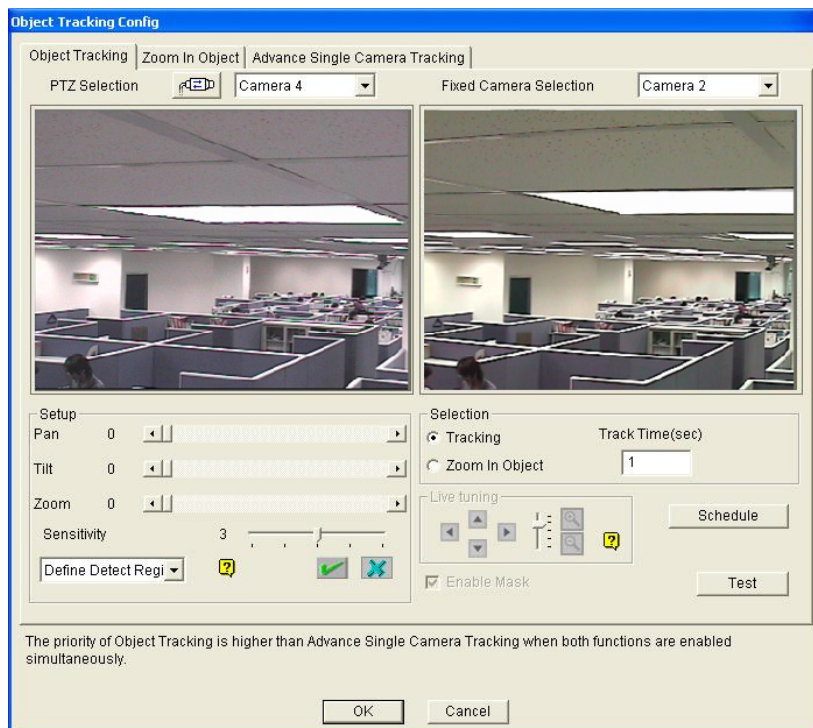 Object Tracking Config
Object Tracking Zoom In Object Advance Single Camera Tracking
PTZ Selection Camera 4 Fixed Camera Selection Camera 2
Setup
Pan 0
Tilt 0
Zoom 0
Sensitivity 3
Define Detect Regi ?
Selection
Tracking Track Time(sec)
Zoom In Object 1
Live tuning
?
Schedule
Enable Mask Test
The priority of Object Tracking is higher than Advance Single Camera Tracking when both functions are enabled
simultaneously.
OK Cancel